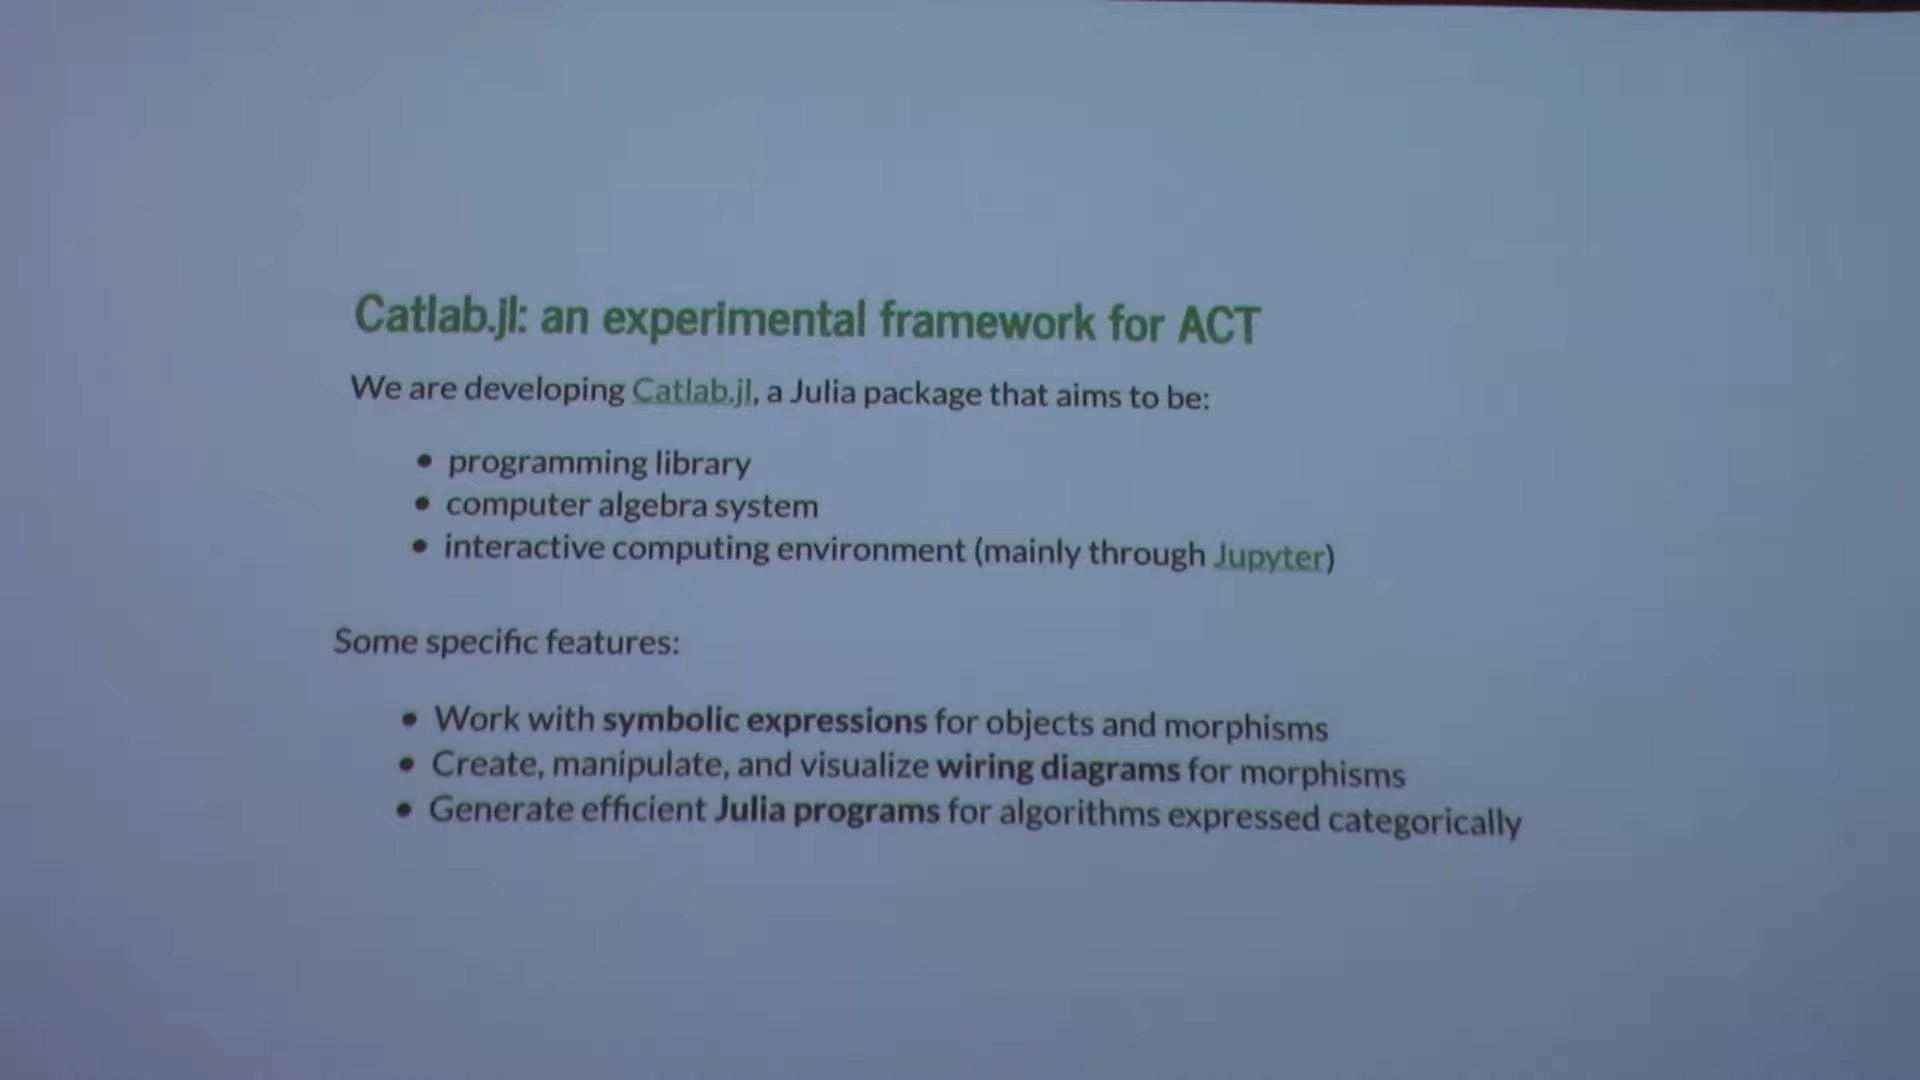 Catlab.jl: an experimental framework for ACT
We are developing Catlab.jl, a Julia package that aims to be:
• programming library
• computer algebra system
• interactive computing environment (mainly through Jupyter)
Some specific features:
• Work with symbolic expressions for objects and morphisms
• Create, manipulate, and visualize wiring diagrams for morphisms
• Generate efficient Julia programs for algorithms expressed categorically